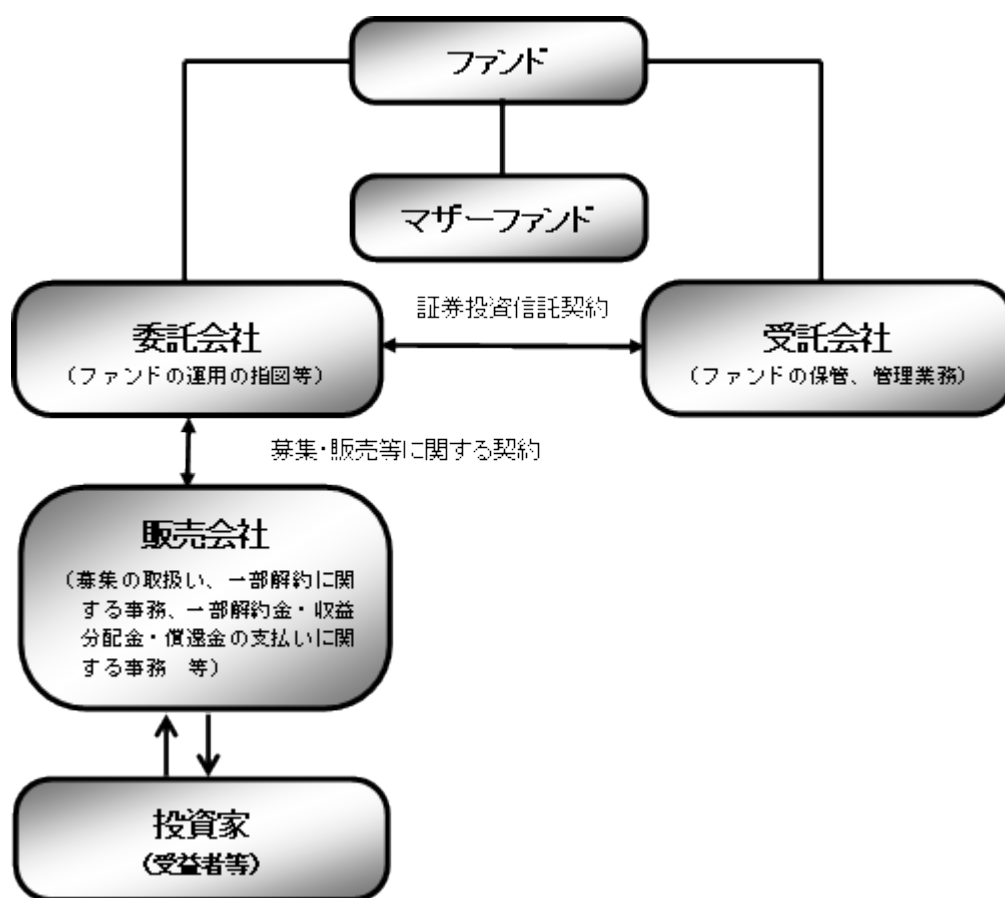 ファンド
マザーファンド
証券投資信託契約
委託会社
（ファンドの運用の指図等）
受託会社
（ファンドの保管、管理業務）
募集・販売等に関する契約
販売会社
（募集の取扱い、一部解約に関
する事務、一部解約金・収益
分配金・償還金の支払いに関
する事務　等）
投資家
（受益者等）